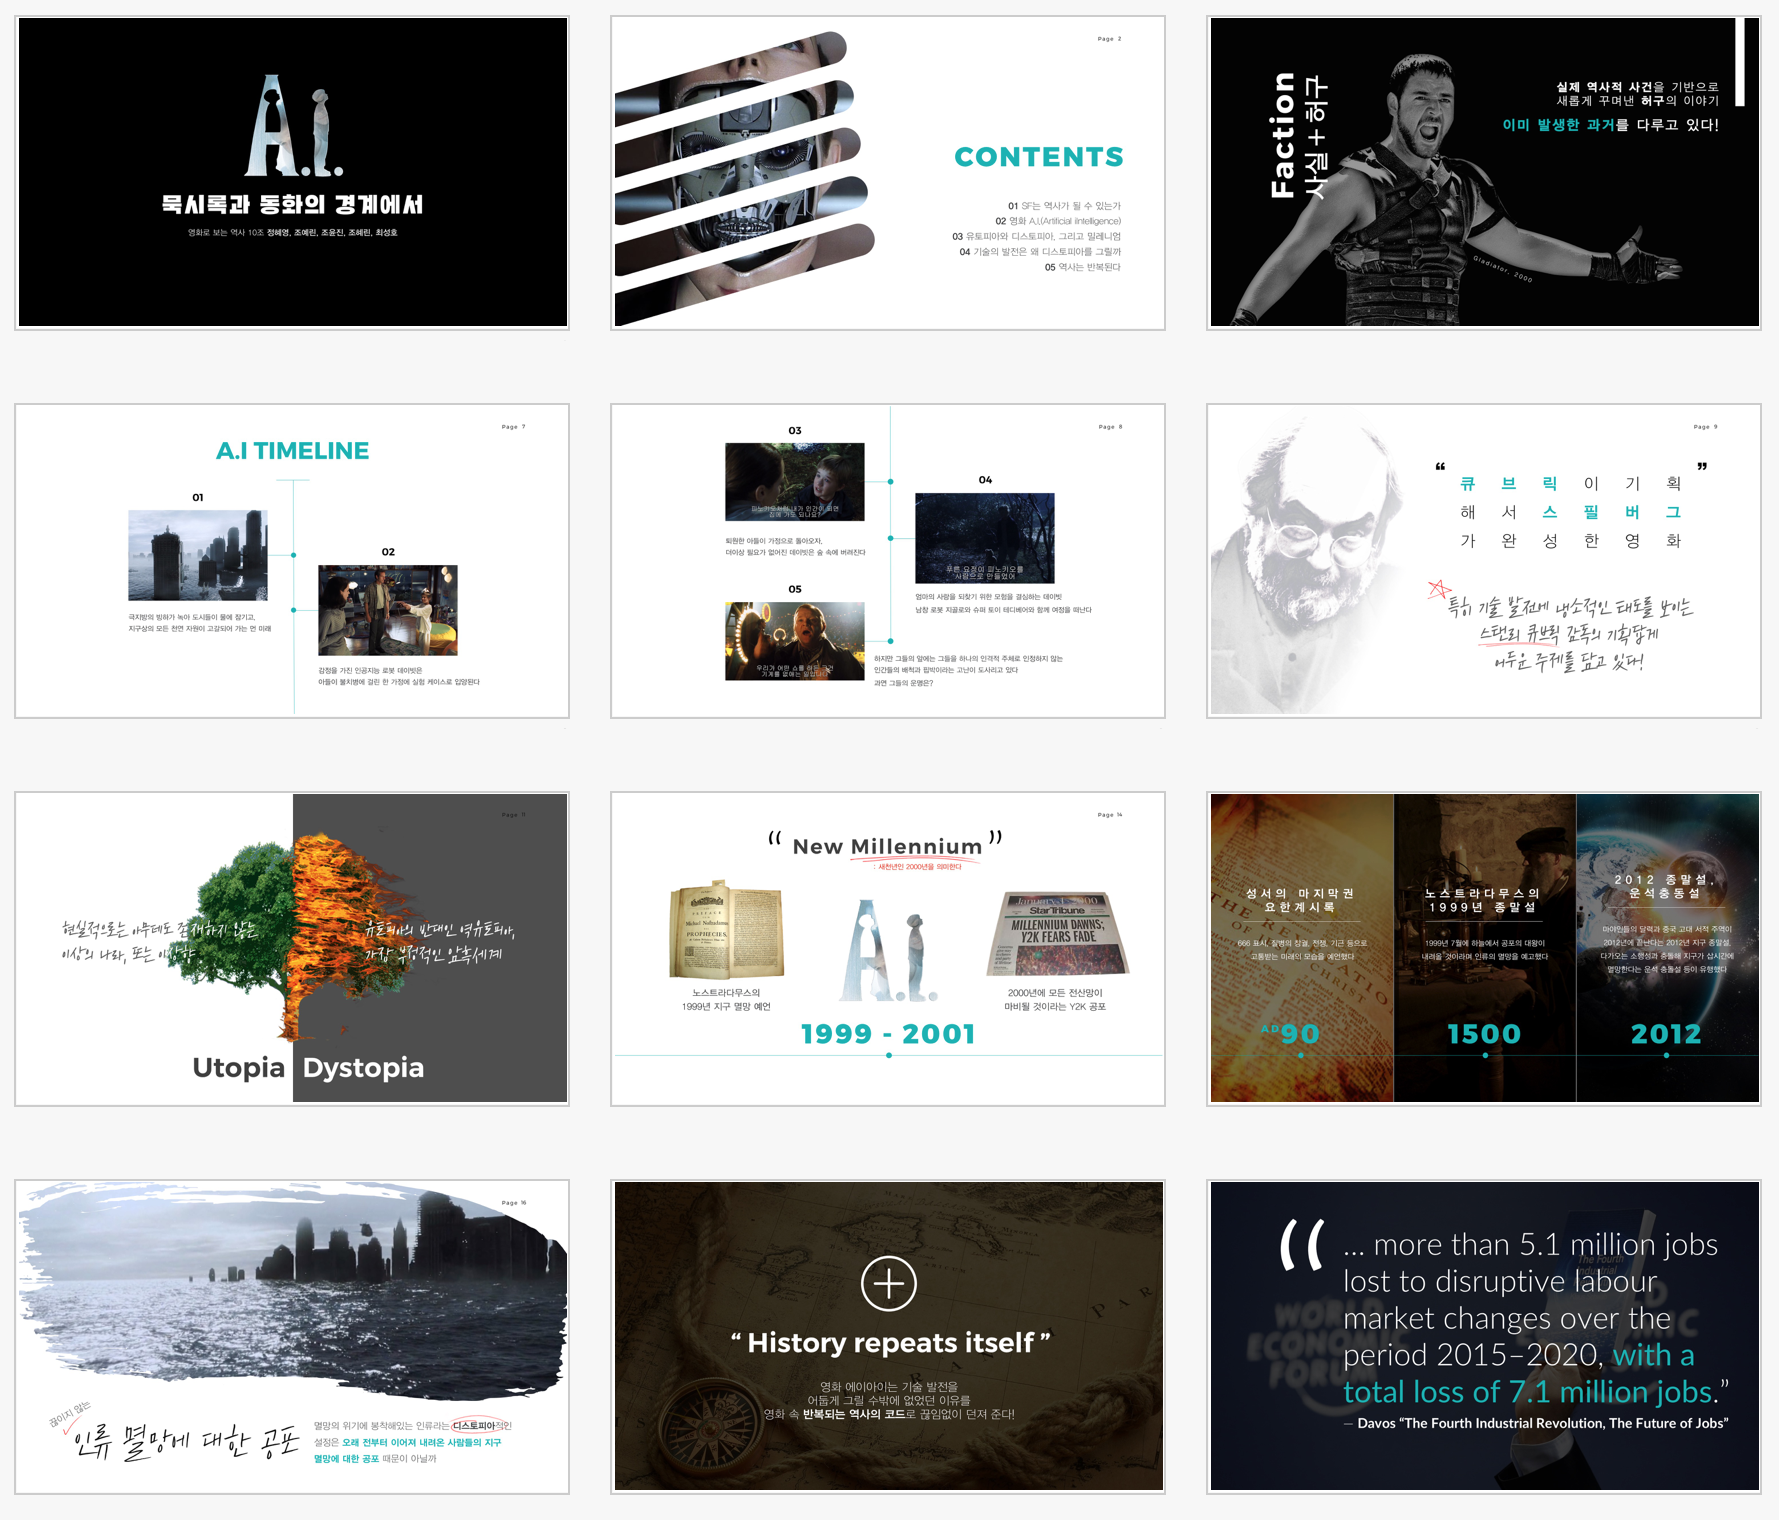 A.I.
묵시록과 동화의 경계에서
영화로 보는 역사 10조 정혜영, 조예린, 조윤진, 조혜린, 최성호
Page 2
CONTENTS
01 SF는 역사가 될 수 있는가
02 영화 A.I.(Artificial iIntelligence)
03 유토피아와 디스토피아, 그리고 밀레니엄
04 기술의 발전은 왜 디스토피아를 그릴까
05 역사는 반복된다
Faction
사실 + 허구
실제 역사적 사건을 기반으로
새롭게 꾸며낸 허구의 이야기
이미 발생한 과거를 다루고 있다!
Gladiator, 2000
Page 7
A.I TIMELINE
01
극지방의 빙하가 녹아 도시들이 물에 잠기고,
지구상의 모든 천연 자원이 고갈되어 가는 먼 미래
02
감정을 가진 인공지능 로봇 데이빗은
아들이 불치병에 걸린 한 가정에 실험 케이스로 입양된다
Page 8
03
피노키오처럼 내가 인간이 되면
집에 가도 되나요?
퇴원한 아들이 가정으로 돌아오자,
더이상 필요가 없어진 데이빗은 숲 속에 버려진다
04
푸른 요정이 피노키오를
사람으로 만들었어
엄마의 사랑을 되찾기 위한 모험을 결심하는 데이빗
남창 로봇 지골로와 슈퍼 토이 테디베어와 함께 여정을 떠난다
05
우리가 어떤 쇼를 하든
기계를 없애는 일입니다
하지만 그들의 앞에는 그들을 하나의 인격적 주체로 인정하지 않는
인간들의 배척과 핍박이라는 고난이 도사리고 있다
과연 그들의 운명은?
Page 9
“ 큐브릭이기획 ”
해서스필버그
가완성한영화
특히 기술 발전에 냉소적인 태도를 보이는
스탠리 큐브릭 감독의 기획답게
어두운 주제를 담고 있다!
Page 11
현실적으로는 아무데도 존재하지 않는
이상의 나라, 또는 이상향
유토피아의 반대인 역유토피아,
가장 부정적인 암흑세계
Utopia
Dystopia
Page 14
“ New Millennium ”
: 새천년인 2000년을 의미한다
PROPHECIES
January 1, 2000
Star Tribune
MILLENNIUM DAWNS;
Y2K FEARS FADE
A.I.
노스트라다무스의
1999년 지구 멸망 예언
2000년에 모든 전산망이
마비될 것이라는 Y2K 공포
1999 - 2001
성서의 마지막권
요한계시록
666 표시, 질병의 창궐, 전쟁, 기근 등으로
고통받는 미래의 모습을 예언했다
AD90
노스트라다무스의
1999년 종말설
1999년 7월에 하늘에서 공포의 대왕이
내려올 것이라며 인류의 멸망을 예고했다
1500
2012 종말설,
운석충동설
마야인들의 달력과 중국 고대 서적 주역이
2012년에 끝난다는 2012년 지구 종말설,
다가오는 소행성과 충돌해 지구가 삽시간에
멸망한다는 운석 충돌설 등이 유행했다
2012
Page 16
끊이지 않는
인류 멸망에 대한 공포
멸망의 위기에 봉착해있는 인류라는 디스토피아적인
설정은 오래 전부터 이어져 내려온 사람들의 지구
멸망에 대한 공포 때문이 아닐까
“ History repeats itself ”
영화 에이아이는 기술 발전을
어둡게 그릴 수밖에 없었던 이유를
영화 속 반복되는 역사의 코드로 끊임없이 던져 준다!
“ ... more than 5.1 million jobs
lost to disruptive labour
market changes over the
period 2015–2020, with a
total loss of 7.1 million jobs.”
— Davos “The Fourth Industrial Revolution, The Future of Jobs”
WORLD
ECONOMIC
FORUM
The Fourth
Industrial